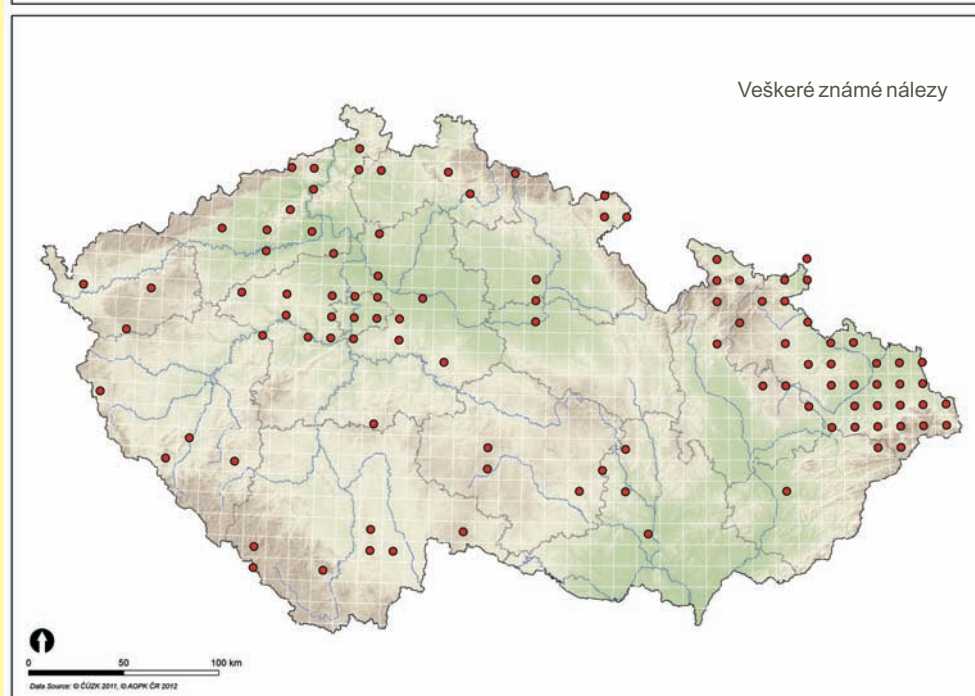 Veškeré známé nálezy
0 50 100 km
Data Source: © ČÚZK 2011, © AOPK ČR 2012